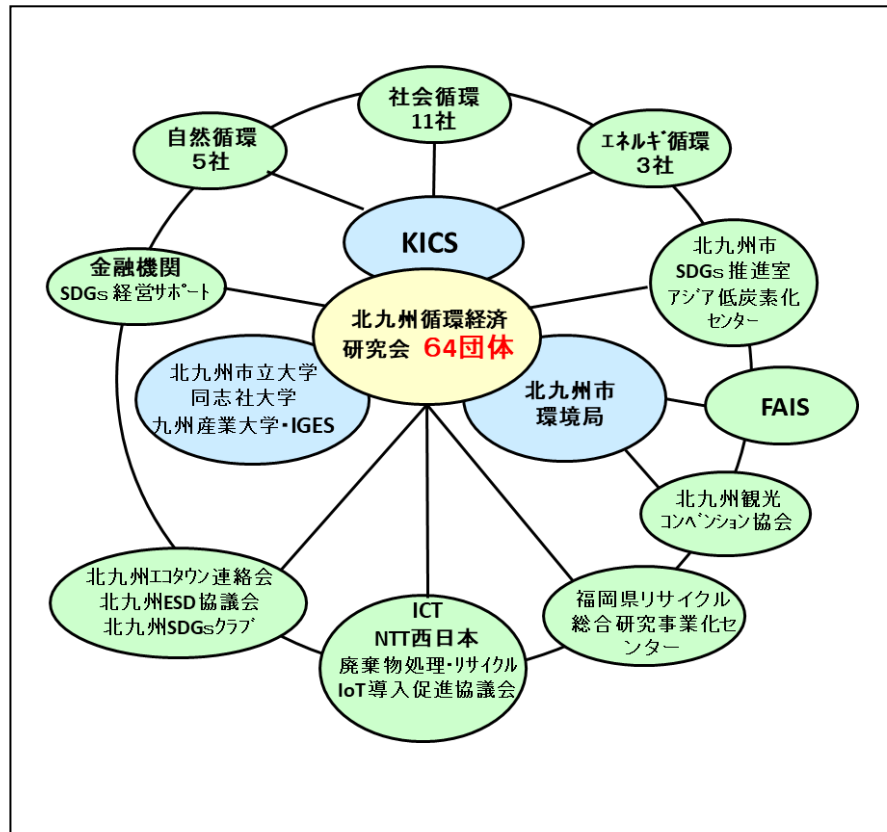 社会循環
11社
自然循環
5社
ｴﾈﾙｷﾞ循環
3社
KICS
北九州市
SDGs推進室
アジア低炭素化
センター
金融機関
SDGs経営サポート
北九州循環経済
研究会 64団体
北九州市立大学
同志社大学
九州産業大学・IGES
北九州市
環境局
FAIS
北九州観光
ｺﾝﾍﾞﾝｼｮﾝ協会
北九州ｴｺﾀｳﾝ連絡会
北九州ESD協議会
北九州SDGsｸﾗﾌﾞ
ICT
NTT西日本
廃棄物処理・ﾘｻｲｸﾙ
IoT導入促進協議会
福岡県リサイクル
総合研究事業化セ
ンター